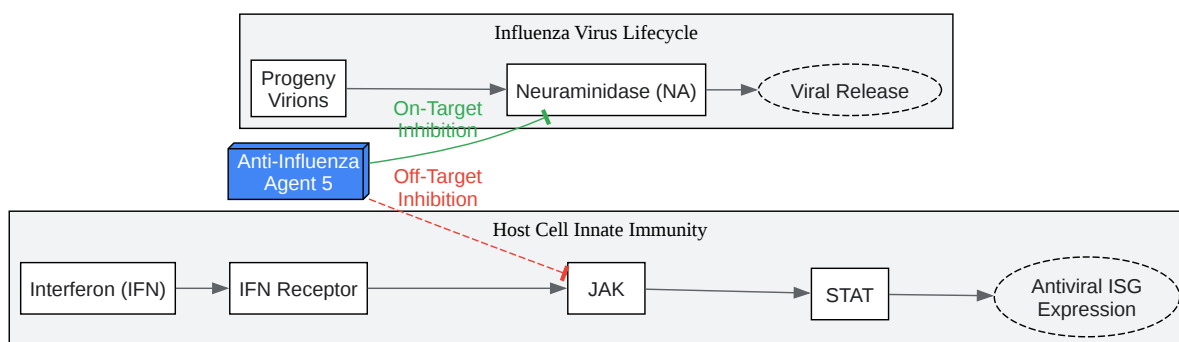 Influenza Virus Lifecycle
Progeny
Virions
Neuraminidase (NA)
Viral Release
On-Target
Inhibition
Anti-Influenza
Agent 5
Off-Target
Inhibition
Host Cell Innate Immunity
Interferon (IFN)
IFN Receptor
JAK
STAT
Antiviral ISG
Expression